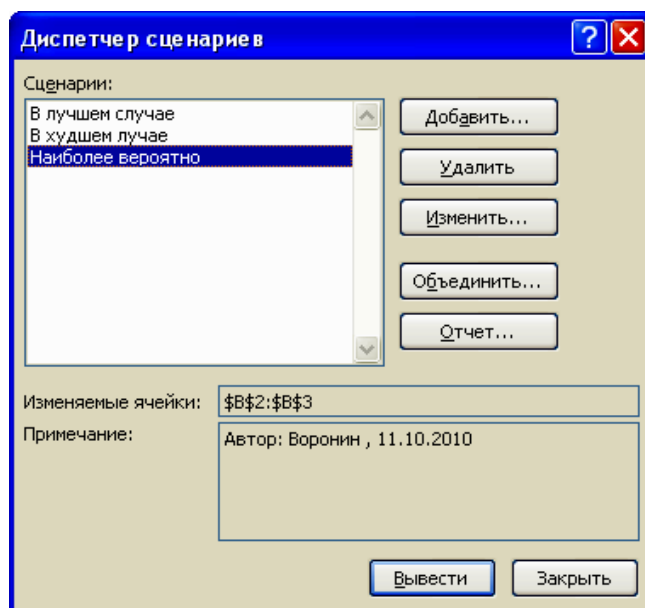 Диспетчер сценариев
Сценарии:
В лучшем случае
В худшем лучае
Наиболее вероятно
Добавить...
Удалить
Изменить...
Объединить...
Отчет...
Изменяемые ячейки: $B$2:$B$3
Примечание: Автор: Воронин , 11.10.2010
Вывести Закрыть